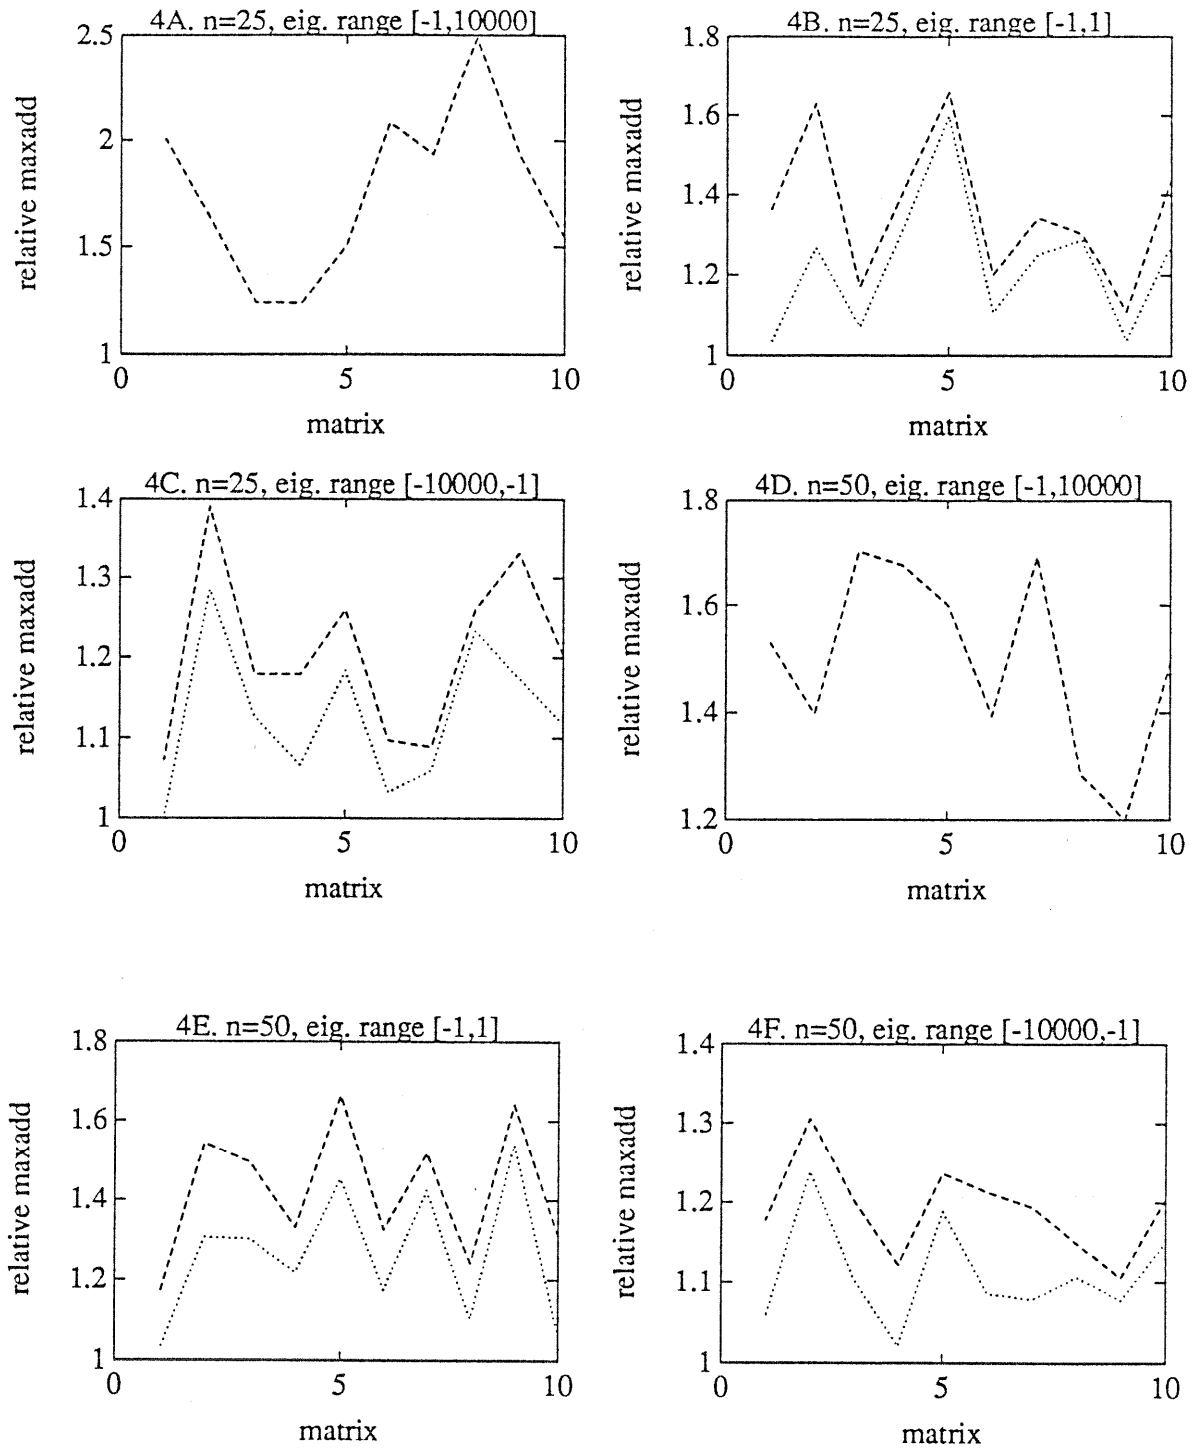 4A. n=25, eig. range [-1,10000]
2.5
2
1.5
1
0
5
10
relative maxadd
matrix
4B. n=25, eig. range [-1,1]
1.8
1.6
1.4
1.2
1
0
5
10
relative maxadd
matrix
4C. n=25, eig. range [-10000,-1]
1.4
1.3
1.2
1.1
1
0
5
10
relative maxadd
matrix
4D. n=50, eig. range [-1,10000]
1.8
1.6
1.4
1.2
0
5
10
relative maxadd
matrix
4E. n=50, eig. range [-1,1]
1.8
1.6
1.4
1.2
1
0
5
10
relative maxadd
matrix
4F. n=50, eig. range [-10000,-1]
1.4
1.3
1.2
1.1
1
0
5
10
relative maxadd
matrix